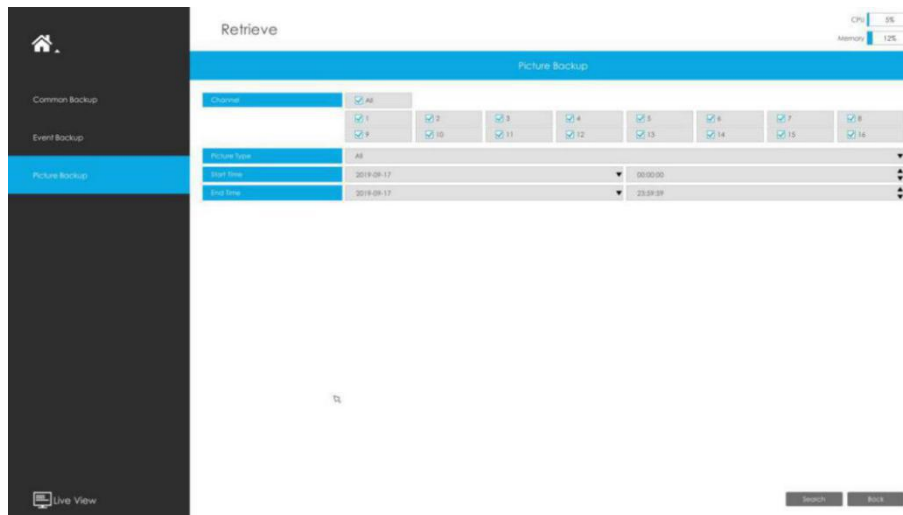 Retrieve
CPU 5%
Memory 12%
Picture Backup
Common Backup
Event Backup
Picture Backup
Channel All
1 2 3 4 5 6 7 8
9 10 11 12 13 14 15 16
Picture Type All
Start Time 2019-09-17 00:00:00
End Time 2019-09-17 23:59:59
Live View
Search Back